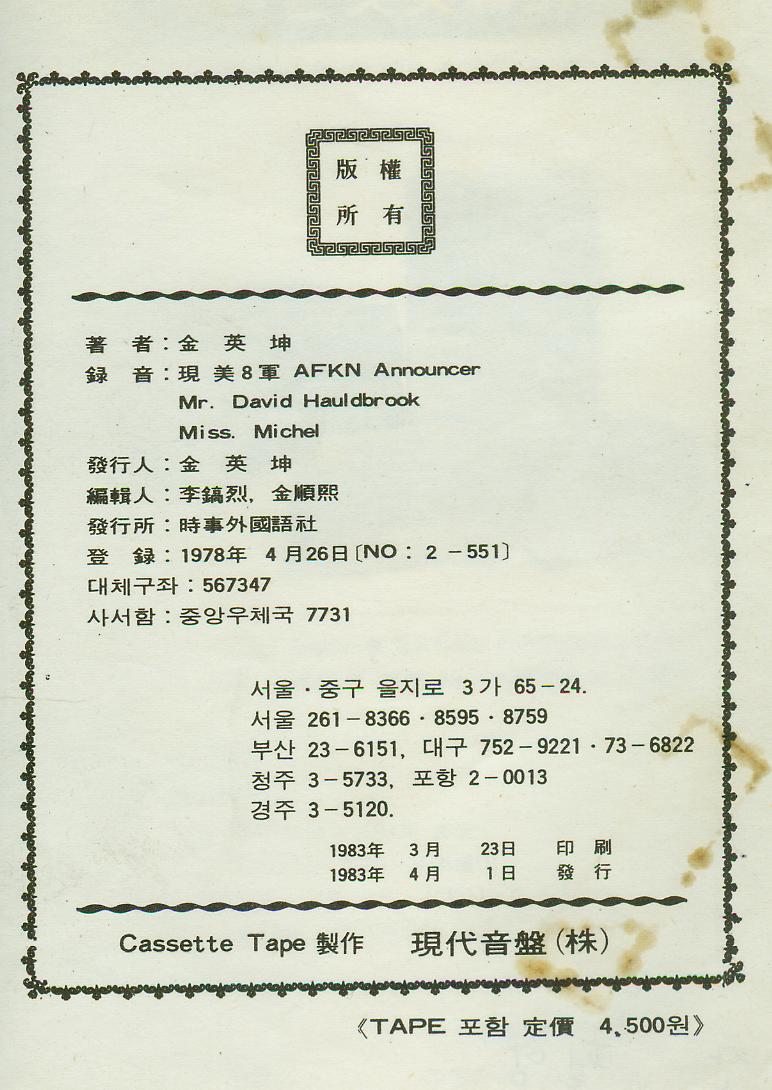 版權
所有
著 者 : 金 英 坤
録 音 : 現 美8軍 AFKN Announcer
Mr. David Hauldbrook
Miss. Michel
發行人 : 金 英 坤
編輯人 : 李鎬烈, 金順熙
發行所 : 時事外國語社
登 録 : 1978年 4月26日〔NO : 2-551〕
대체구좌 : 567347
사서함 : 중앙우체국 7731
서울·중구 을지로 3가 65-24.
서울 261-8366·8595·8759
부산 23-6151, 대구 752-9221·73-6822
청주 3-5733, 포항 2-0013
경주 3-5120.
1983年 3月 23日 印 刷
1983年 4月 1日 發 行
Cassette Tape 製作 現代音盤(株)
《TAPE 포함 定價 4,500원》